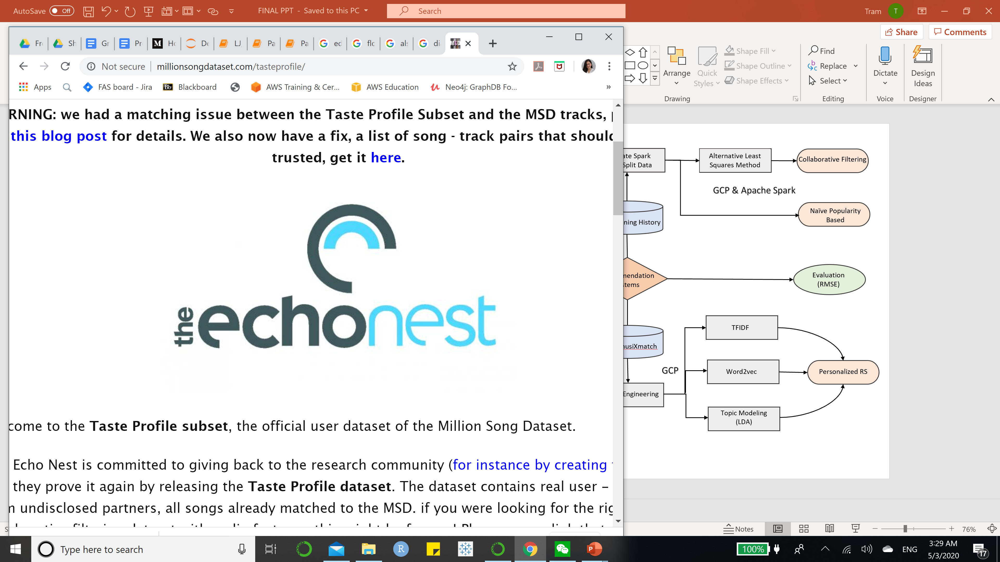 AutoSave
Off
FINAL PPT - Saved to this PC
Search
Tram
T
Share
Comments
Fr
Sh
Gr
Pr
M
Hc
De
LJ
Pa
Pa
ed
flc
als
di
Not secure
millionsongdataset.com/tasteprofile/
Apps
FAS board - Jira
Bb
Blackboard
AWS Training & Cer...
AWS Education
Neo4j: GraphDB Fo...
Arrange
Quick
Styles
Shape Fill
Shape Outline
Shape Effects
Drawing
Find
Replace
Select
Editing
Dictate
Voice
Design
Ideas
Designer
RNING: we had a matching issue between the Taste Profile Subset and the MSD tracks,
this blog post for details. We also now have a fix, a list of song - track pairs that should
trusted, get it here.
the echonest
come to the Taste Profile subset, the official user dataset of the Million Song Dataset.
Echo Nest is committed to giving back to the research community (for instance by creating
they prove it again by releasing the Taste Profile dataset. The dataset contains real user –
n undisclosed partners, all songs already matched to the MSD. if you were looking for the rig
ate Spark
Split Data
Alternative Least
Squares Method
Collaborative Filtering
GCP & Apache Spark
Naïve Popularity
Based
ning History
mendation
stems
Evaluation
(RMSE)
TFIDF
usiXmatch
GCP
Word2vec
Personalized RS
Engineering
Topic Modeling
(LDA)
Notes
76%
Type here to search
R
P
100%
ENG
3:29 AM
5/3/2020
17